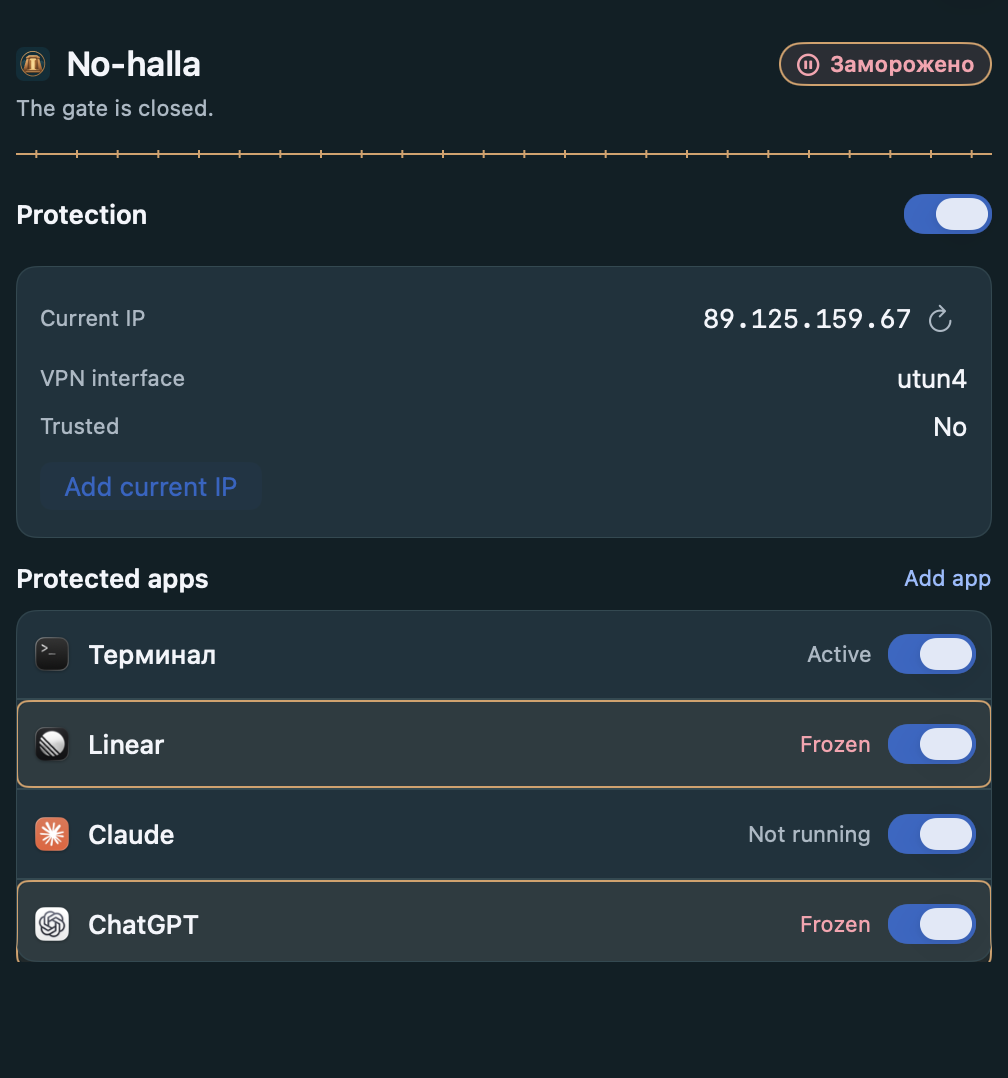 No-halla
Заморожено
The gate is closed.
Protection
Current IP
89.125.159.67
VPN interface
utun4
Trusted
No
Add current IP
Protected apps
Add app
>_
Терминал
Active
Linear
Frozen
Claude
Not running
ChatGPT
Frozen